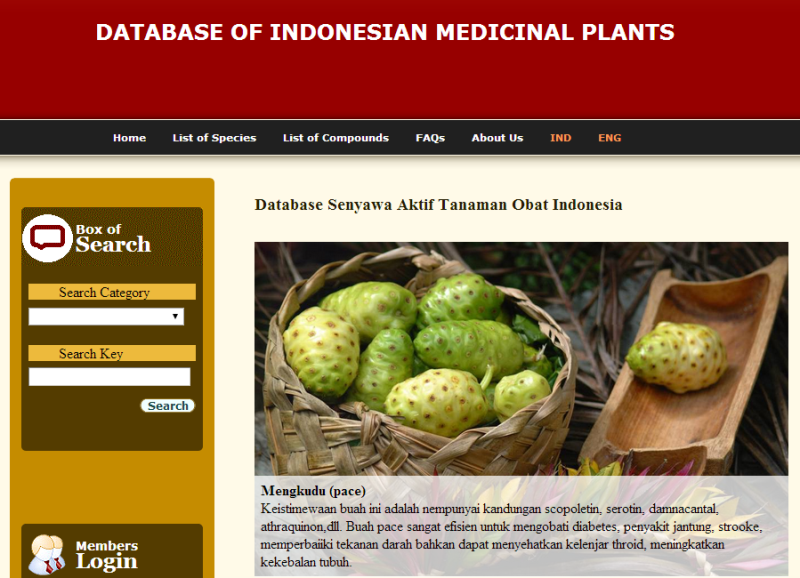 DATABASE OF INDONESIAN MEDICINAL PLANTS
Home List of Species List of Compounds FAQs About Us IND ENG
Box of
Search
Search Category
Search Key
Search
Members
Login
Database Senyawa Aktif Tanaman Obat Indonesia
Mengkudu (pace)
Keistimewaan buah ini adalah nempunyai kandungan scopoletin, serotin, damnacantal,
athraquinon,dll. Buah pace sangat efisien untuk mengobati diabetes, penyakit jantung, strooke,
memperbaiiki tekanan darah bahkan dapat menyehatkan kelenjar throid, meningkatkan
kekebalan tubuh.